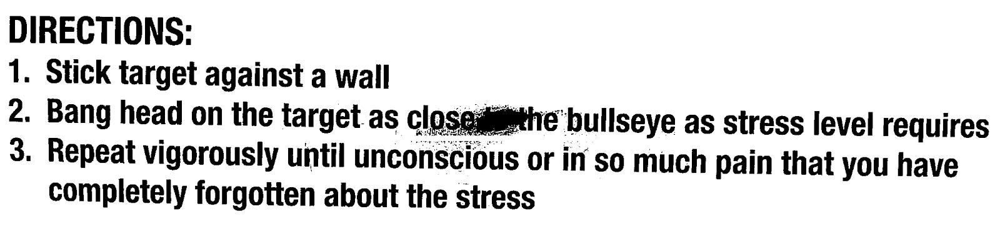 DIRECTIONS:
1. Stick target against a wall
2. Bang head on the target as close the bullseye as stress level requires
3. Repeat vigorously until unconscious or in so much pain that you have
completely forgotten about the stress